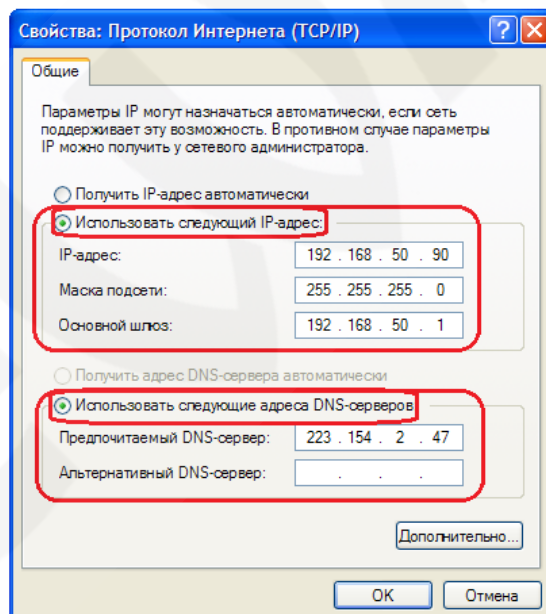 Свойства: Протокол Интернета (TCP/IP)
Общие
Параметры IP могут назначаться автоматически, если сеть
поддерживает эту возможность. В противном случае параметры
IP можно получить у сетевого администратора.
Получить IP-адрес автоматически
Использовать следующий IP-адрес:
IP-адрес: 192 . 168 . 50 . 90
Маска подсети: 255 . 255 . 255 . 0
Основной шлюз: 192 . 168 . 50 . 1
Получить адрес DNS-сервера автоматически
Использовать следующие адреса DNS-серверов
Предпочитаемый DNS-сервер: 223 . 154 . 2 . 47
Альтернативный DNS-сервер: . . .
Дополнительно...
OK Отмена